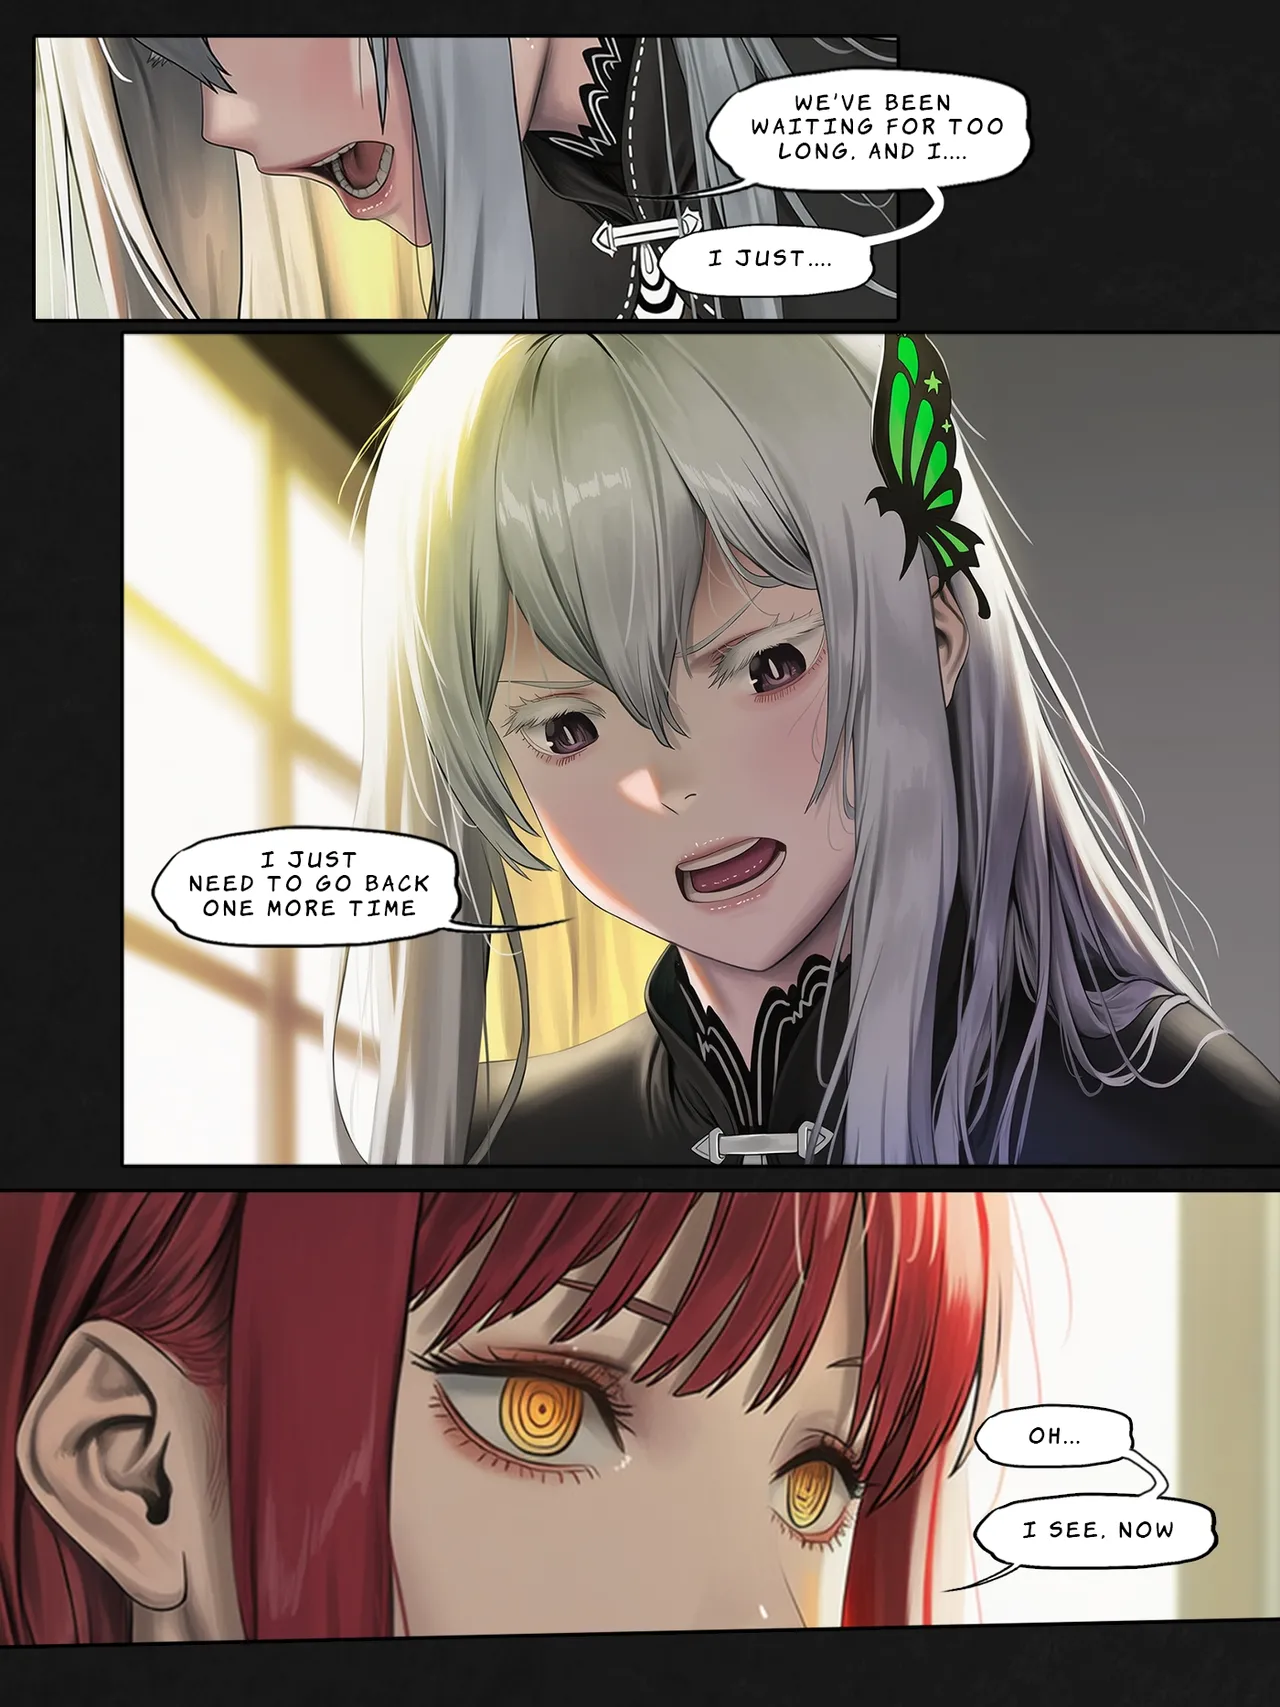 WE'VE BEEN
WAITING FOR TOO
LONG. AND I....
I JUST....
I JUST
NEED TO GO BACK
ONE MORE TIME
OH...
I SEE. NOW